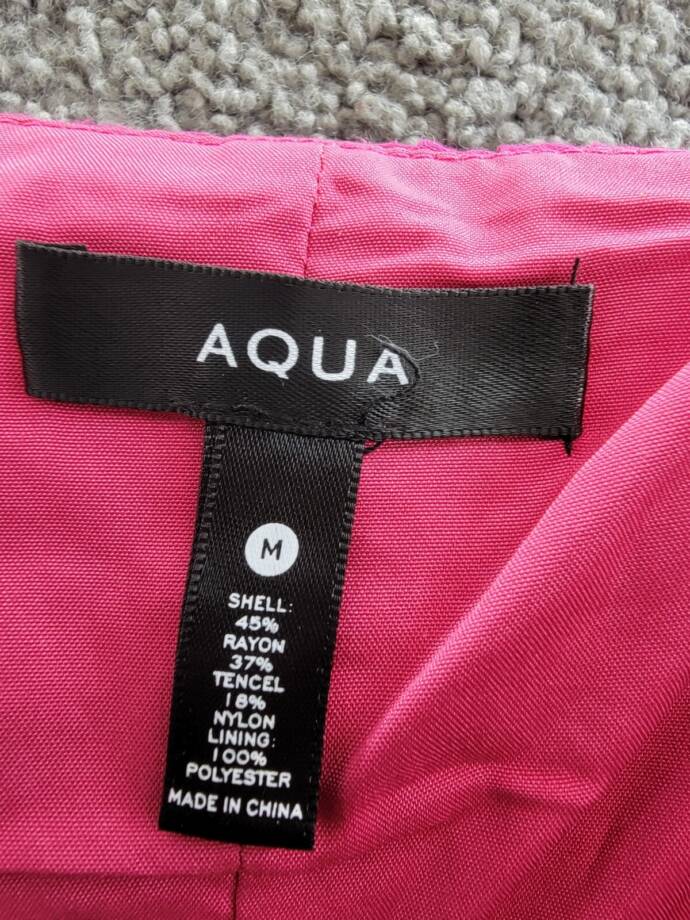 AQUA
M
SHELL:
45%
RAYON
37%
TENCEL
18%
NYLON
LINING:
100%
POLYESTER
MADE IN CHINA